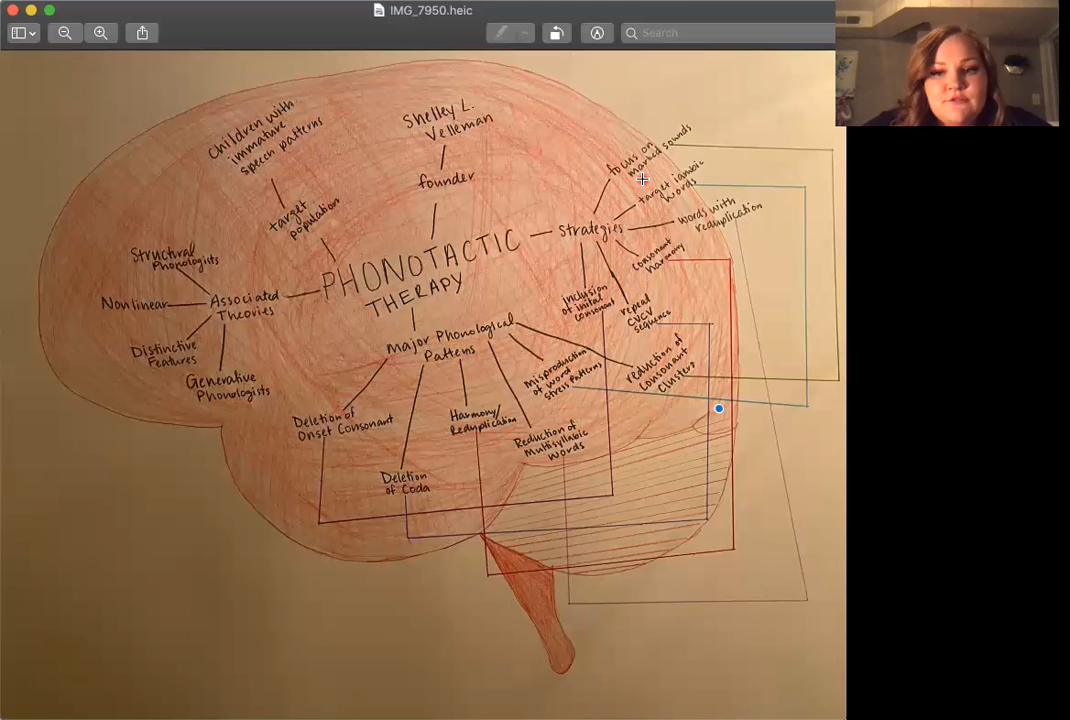 IMG_7950.heic
Search
Children with
immature
speech patterns
Shelley L.
Velleman
founder
target
population
PHONOTACTIC
THERAPY
Structural
Phonologists
Nonlinear
Associated
Theories
Distinctive
Features
Generative
Phonologists
Strategies
focus on
marked sounds
target iambic
words
words with
reduplication
consonant
harmony
repeat
CVCV
sequence
inclusion
of inital
consonant
Major Phonological
Patterns
Deletion of
Onset Consonant
Deletion
of Coda
Harmony/
Reduplication
Reduction of
Multisyllabic
words
misproduction
of word
stress patterns
reduction of
consonant
clusters